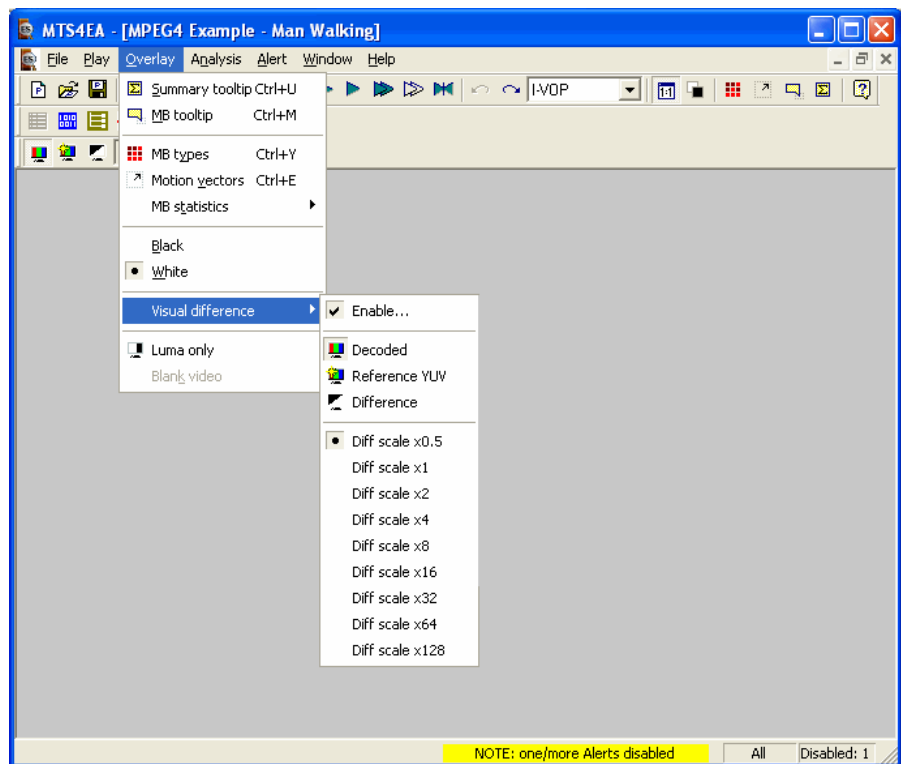 MTS4EA - [MPEG4 Example - Man Walking]
File Play Overlay Analysis Alert Window Help
I-VOP
1:1
Summary tooltip Ctrl+U
MB tooltip Ctrl+M
MB types Ctrl+Y
Motion vectors Ctrl+E
MB statistics
Black
White
Visual difference
Luma only
Blank video
Enable...
Decoded
Reference YUV
Difference
Diff scale x0.5
Diff scale x1
Diff scale x2
Diff scale x4
Diff scale x8
Diff scale x16
Diff scale x32
Diff scale x64
Diff scale x128
NOTE: one/more Alerts disabled All Disabled: 1